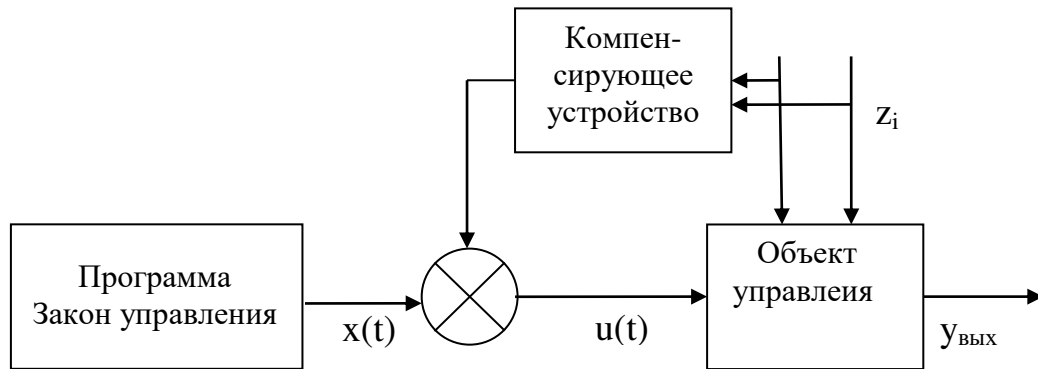 Компен-
сирующее
устройство
zᵢ
Программа
Закон управления
x(t)
u(t)
Объект
управлеия
yвых